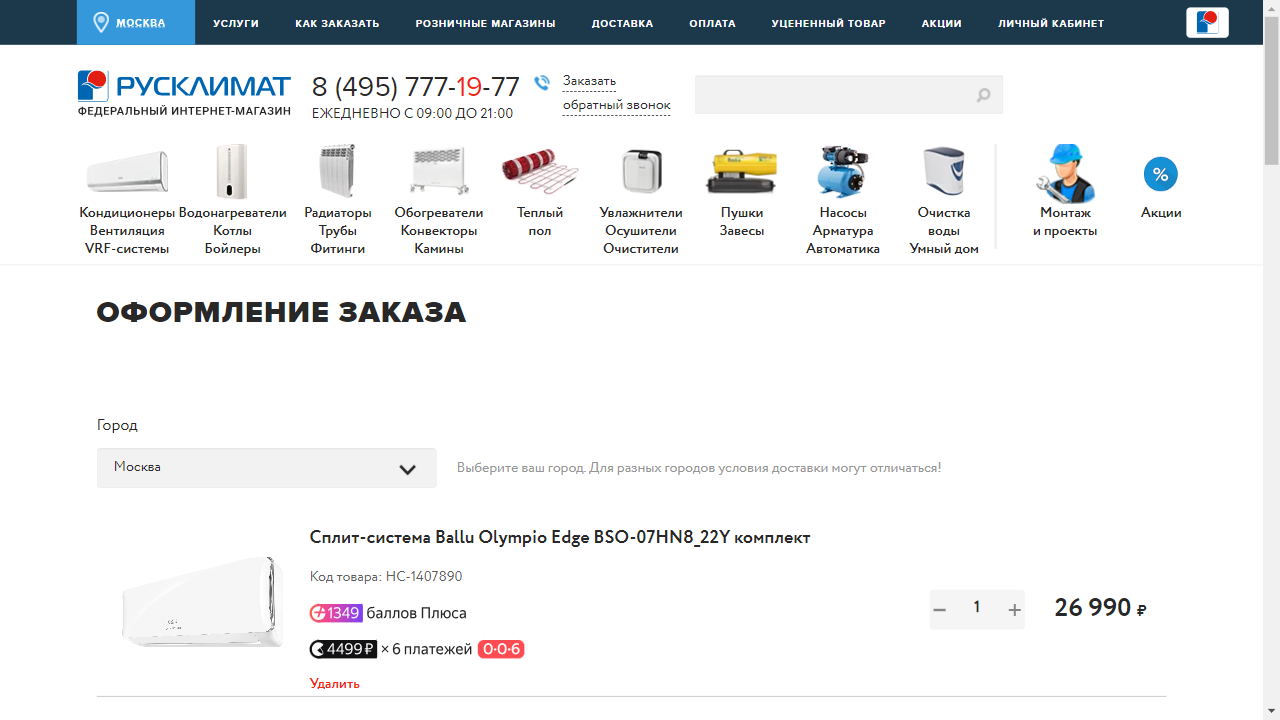 МОСКВА
УСЛУГИ
КАК ЗАКАЗАТЬ
РОЗНИЧНЫЕ МАГАЗИНЫ
ДОСТАВКА
ОПЛАТА
УЦЕНЕННЫЙ ТОВАР
АКЦИИ
ЛИЧНЫЙ КАБИНЕТ
РУСКЛИМАТ
ФЕДЕРАЛЬНЫЙ ИНТЕРНЕТ-МАГАЗИН
8 (495) 777-19-77
ЕЖЕДНЕВНО С 09:00 ДО 21:00
Заказать
обратный звонок
Кондиционеры
Вентиляция
VRF-системы
Водонагреватели
Котлы
Бойлеры
Радиаторы
Трубы
Фитинги
Обогреватели
Конвекторы
Камины
Теплый
пол
Увлажнители
Осушители
Очистители
Пушки
Завесы
Насосы
Арматура
Автоматика
Очистка
воды
Умный дом
Монтаж
и проекты
%
Акции
ОФОРМЛЕНИЕ ЗАКАЗА
Город
Москва
Выберите ваш город. Для разных городов условия доставки могут отличаться!
Сплит-система Ballu Olympio Edge BSO-07HN8_22Y комплект
Код товара: НС-1407890
1349 баллов Плюса
4499 ₽ × 6 платежей 0-0-6
Удалить
− 1 +
26 990 ₽